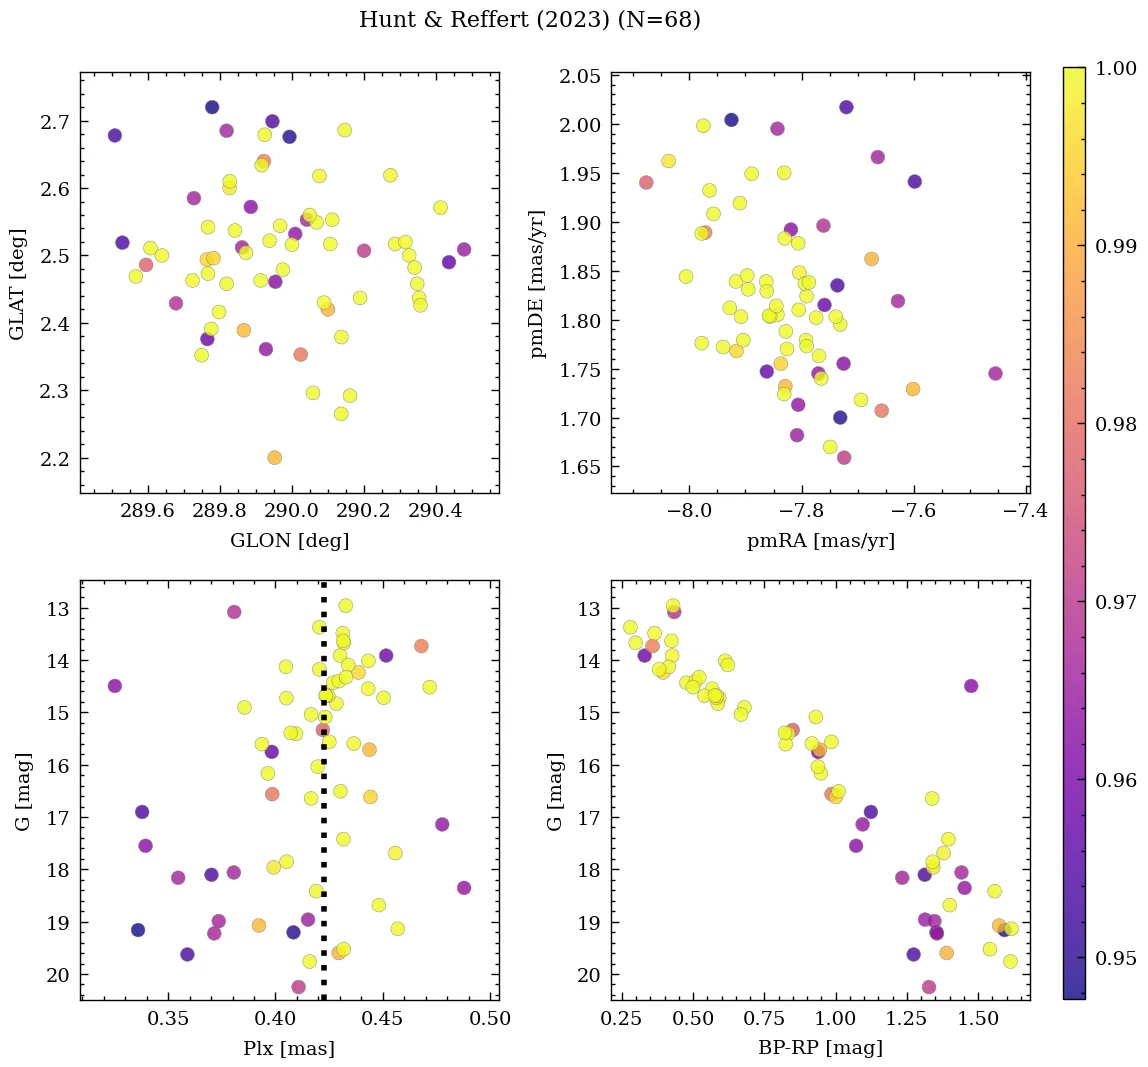 Hunt & Reffert (2023) (N=68)
2.7
2.6
2.5
2.4
2.3
2.2
GLAT [deg]
289.6 289.8 290.0 290.2 290.4
GLON [deg]
2.05
2.00
1.95
1.90
1.85
1.80
1.75
1.70
1.65
pmDE [mas/yr]
−8.0 −7.8 −7.6 −7.4
pmRA [mas/yr]
13
14
15
16
17
18
19
20
G [mag]
0.35 0.40 0.45 0.50
Plx [mas]
13
14
15
16
17
18
19
20
G [mag]
0.25 0.50 0.75 1.00 1.25 1.50
BP-RP [mag]
1.00
0.99
0.98
0.97
0.96
0.95